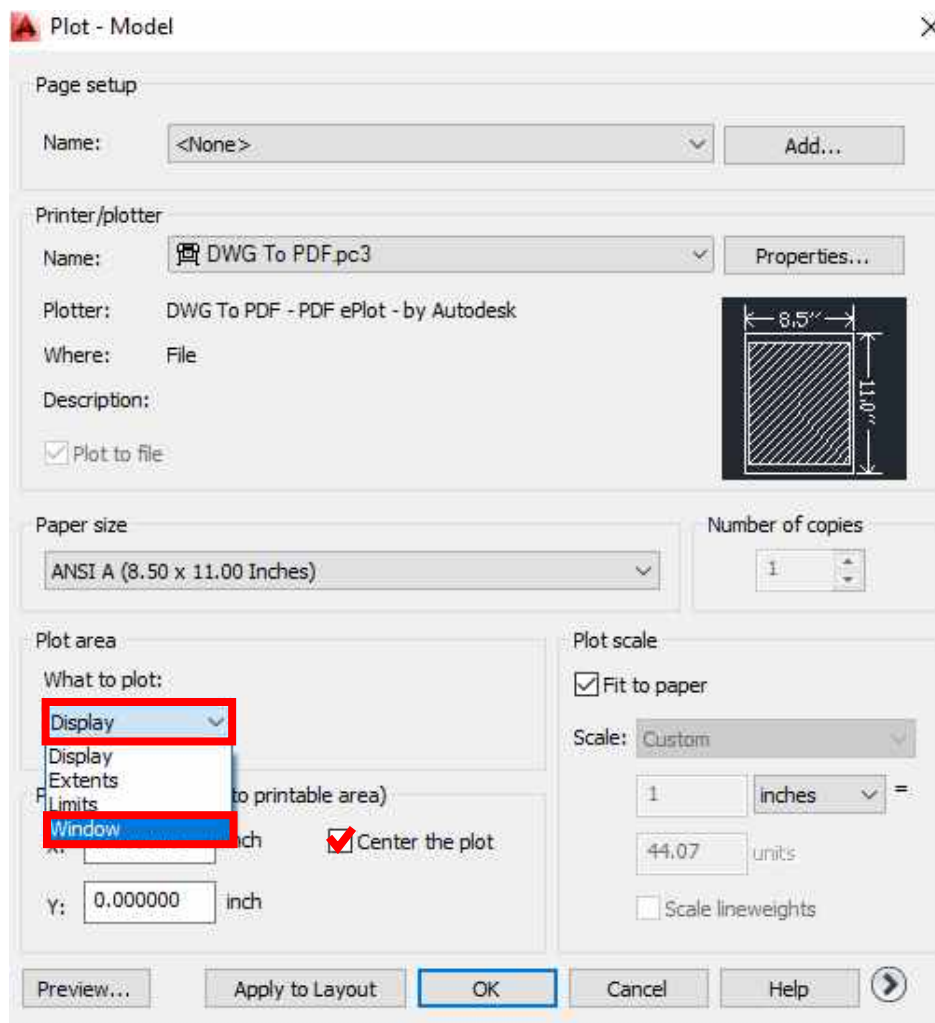 Plot - Model
Page setup
Name: <None> Add...
Printer/plotter
Name: DWG To PDF.pc3 Properties...
Plotter: DWG To PDF - PDF ePlot - by Autodesk
Where: File
Description:
Plot to file
8.5''
11.0''
Paper size
ANSI A (8.50 x 11.00 Inches)
Number of copies
1
Plot area
What to plot:
Display
Display
Extents
Limits
Window
to printable area)
Center the plot
Y: 0.000000 inch
Plot scale
Fit to paper
Scale: Custom
1 inches =
44.07 units
Scale lineweights
Preview... Apply to Layout OK Cancel Help